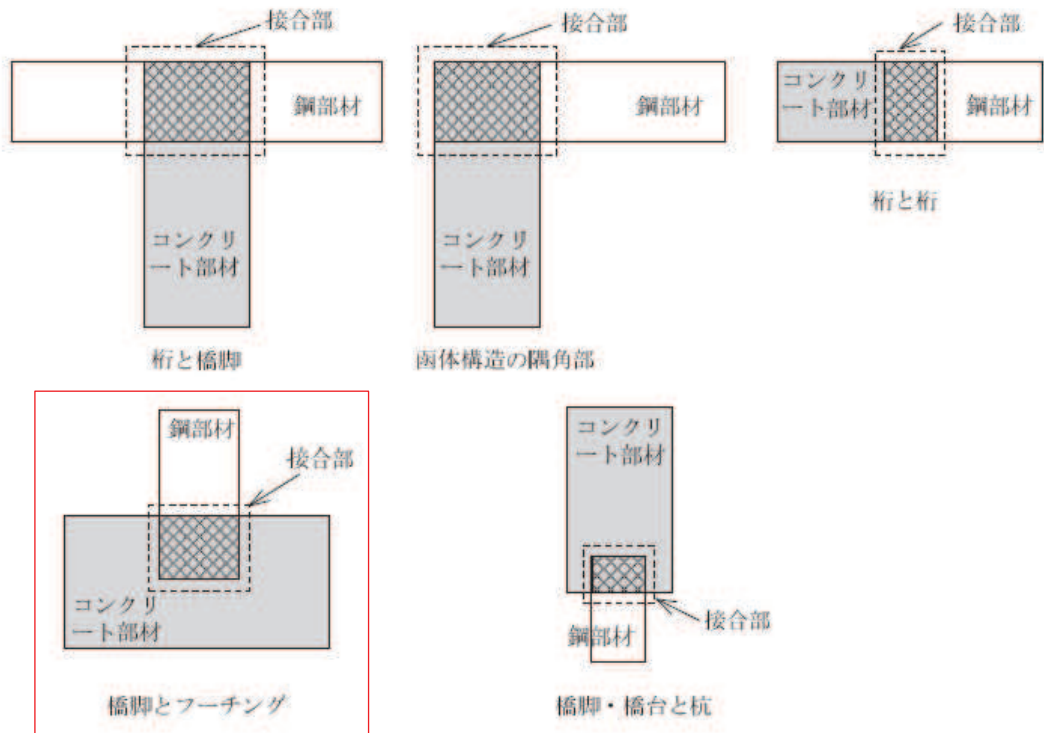 接合部
鋼部材
コンクリ
ート部材
桁と橋脚
接合部
鋼部材
コンクリ
ート部材
函体構造の隅角部
接合部
コンクリ
ート部材
鋼部材
桁と桁
鋼部材
接合部
コンクリ
ート部材
橋脚とフーチング
コンクリ
ート部材
接合部
鋼部材
橋脚・橋台と杭